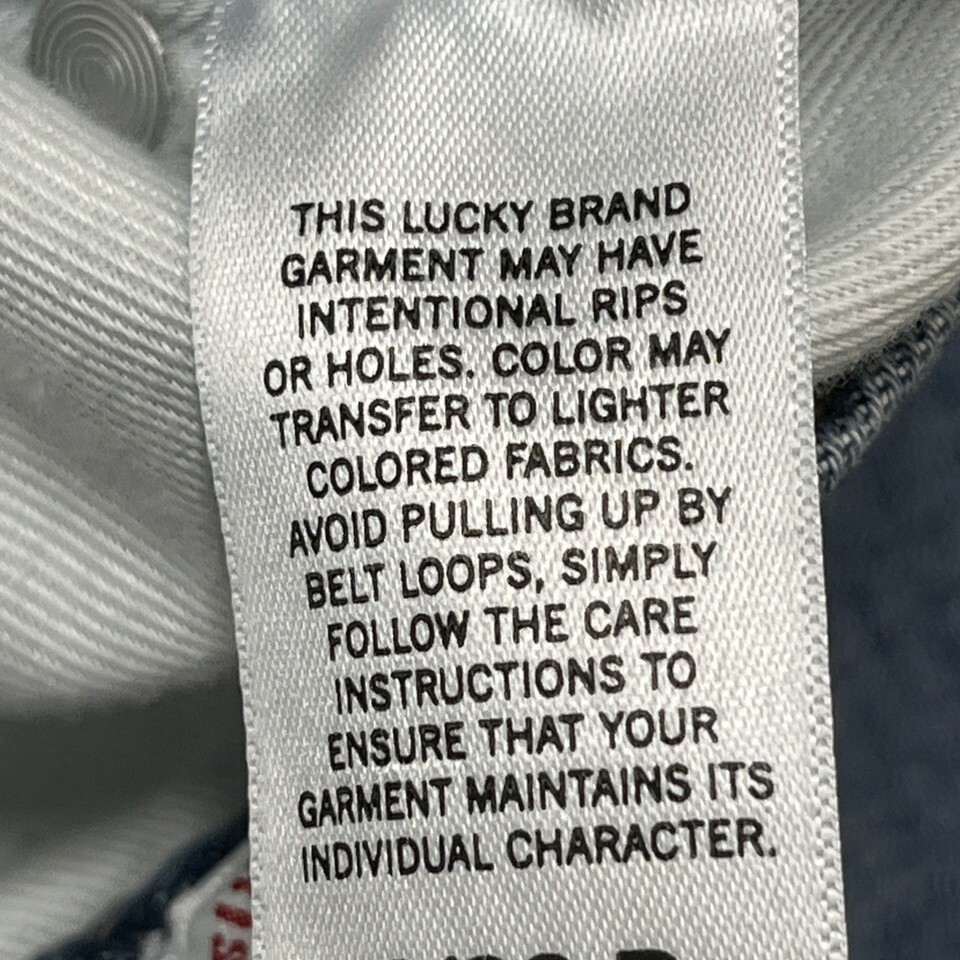 THIS LUCKY BRAND
GARMENT MAY HAVE
INTENTIONAL RIPS
OR HOLES. COLOR MAY
TRANSFER TO LIGHTER
COLORED FABRICS.
AVOID PULLING UP BY
BELT LOOPS, SIMPLY
FOLLOW THE CARE
INSTRUCTIONS TO
ENSURE THAT YOUR
GARMENT MAINTAINS ITS
INDIVIDUAL CHARACTER.